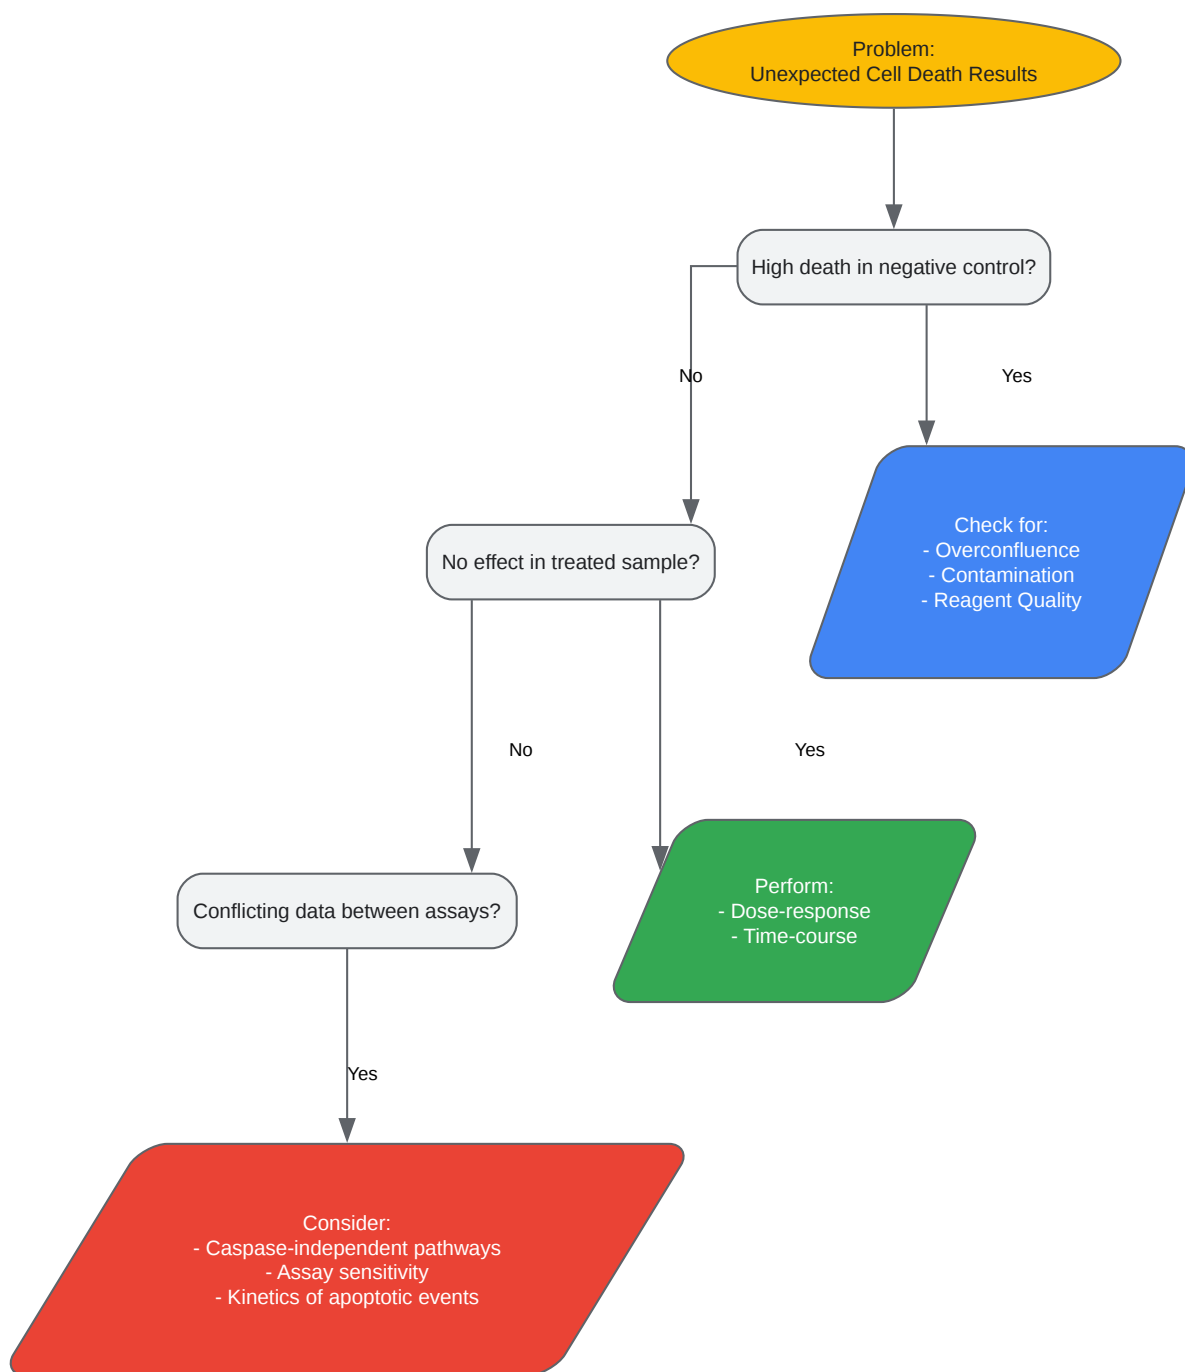 Problem:
Unexpected Cell Death Results
High death in negative control?
No
Yes
Check for:
- Overconfluence
- Contamination
- Reagent Quality
No effect in treated sample?
No
Yes
Perform:
- Dose-response
- Time-course
Conflicting data between assays?
Yes
Consider:
- Caspase-independent pathways
- Assay sensitivity
- Kinetics of apoptotic events